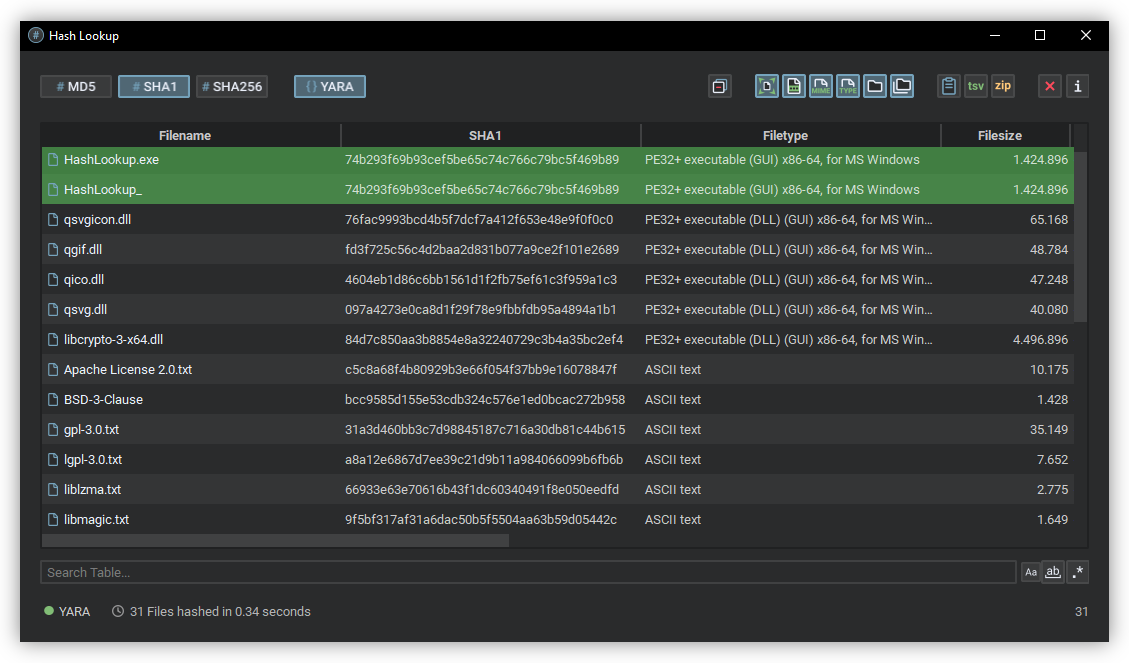 Hash Lookup
# MD5 # SHA1 # SHA256 {} YARA MIME TYPE tsv zip
Filename SHA1 Filetype Filesize
HashLookup.exe 74b293f69b93cef5be65c74c766c79bc5f469b89 PE32+ executable (GUI) x86-64, for MS Windows 1.424.896
HashLookup_ 74b293f69b93cef5be65c74c766c79bc5f469b89 PE32+ executable (GUI) x86-64, for MS Windows 1.424.896
qsvgicon.dll 76fac9993bcd4b5f7dcf7a412f653e48e9f0f0c0 PE32+ executable (DLL) (GUI) x86-64, for MS Win... 65.168
qgif.dll fd3f725c56c4d2baa2d831b077a9ce2f101e2689 PE32+ executable (DLL) (GUI) x86-64, for MS Win... 48.784
qico.dll 4604eb1d86c6bb1561d1f2fb75ef61c3f959a1c3 PE32+ executable (DLL) (GUI) x86-64, for MS Win... 47.248
qsvg.dll 097a4273e0ca8d1f29f78e9fbbfdb95a4894a1b1 PE32+ executable (DLL) (GUI) x86-64, for MS Win... 40.080
libcrypto-3-x64.dll 84d7c850aa3b8854e8a32240729c3b4a35bc2ef4 PE32+ executable (DLL) (GUI) x86-64, for MS Win... 4.496.896
Apache License 2.0.txt c5c8a68f4b80929b3e66f054f37bb9e16078847f ASCII text 10.175
BSD-3-Clause bcc9585d155e53cdb324c576e1ed0bcac272b958 ASCII text 1.428
gpl-3.0.txt 31a3d460bb3c7d98845187c716a30db81c44b615 ASCII text 35.149
lgpl-3.0.txt a8a12e6867d7ee39c21d9b11a984066099b6fb6b ASCII text 7.652
liblzma.txt 66933e63e70616b43f1dc60340491f8e050eedfd ASCII text 2.775
libmagic.txt 9f5bf317af31a6dac50b5f5504aa63b59d05442c ASCII text 1.649
Search Table... Aa ab .*
YARA 31 Files hashed in 0.34 seconds 31